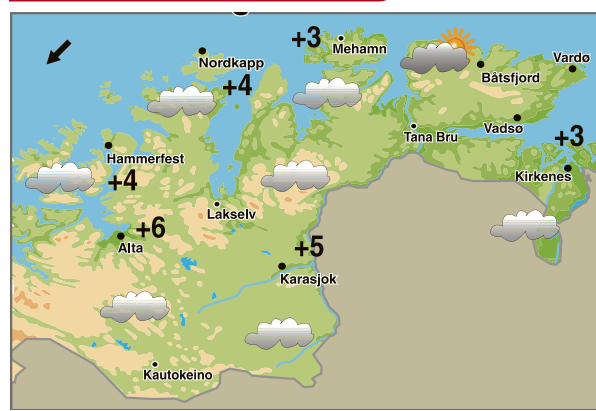 +3
Mehamn
Nordkapp
+4
Båtsfjord
Vardø
Tana Bru
Vadsø
+3
Kirkenes
Hammerfest
+4
Lakselv
+6
Alta
+5
Karasjok
Kautokeino